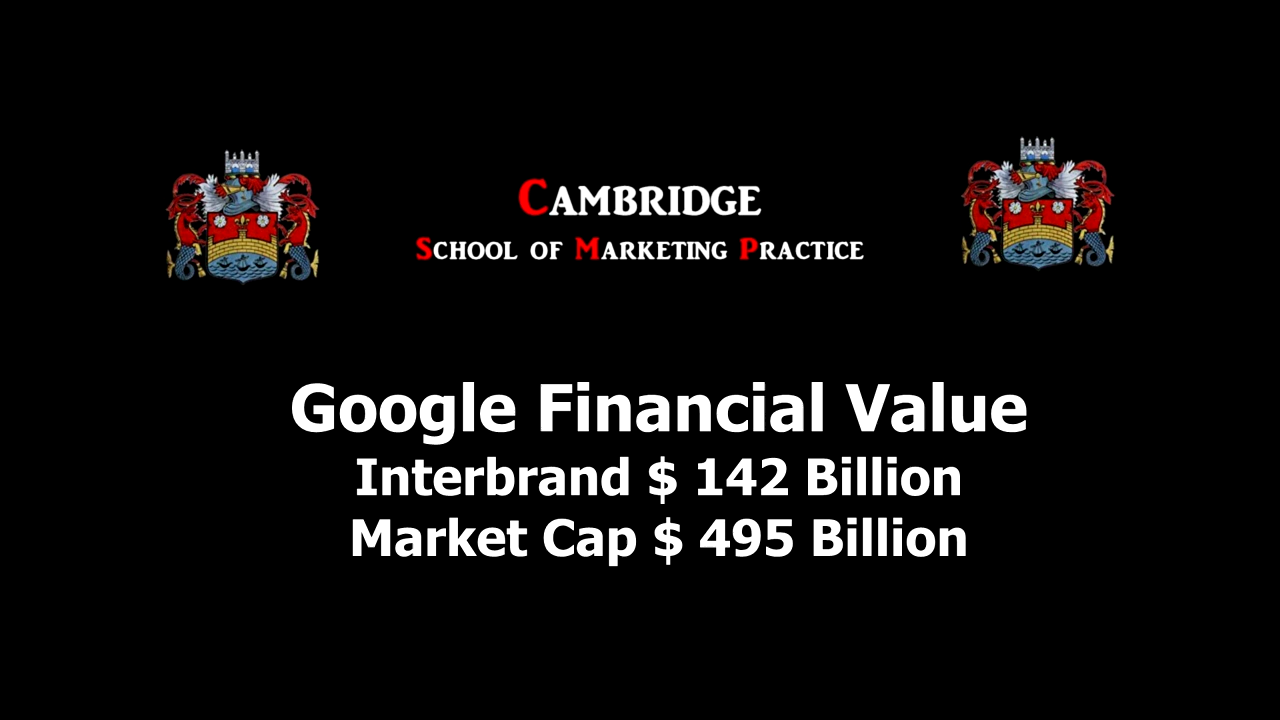 CAMBRIDGE
SCHOOL OF MARKETING PRACTICE
Google Financial Value
Interbrand $ 142 Billion
Market Cap $ 495 Billion